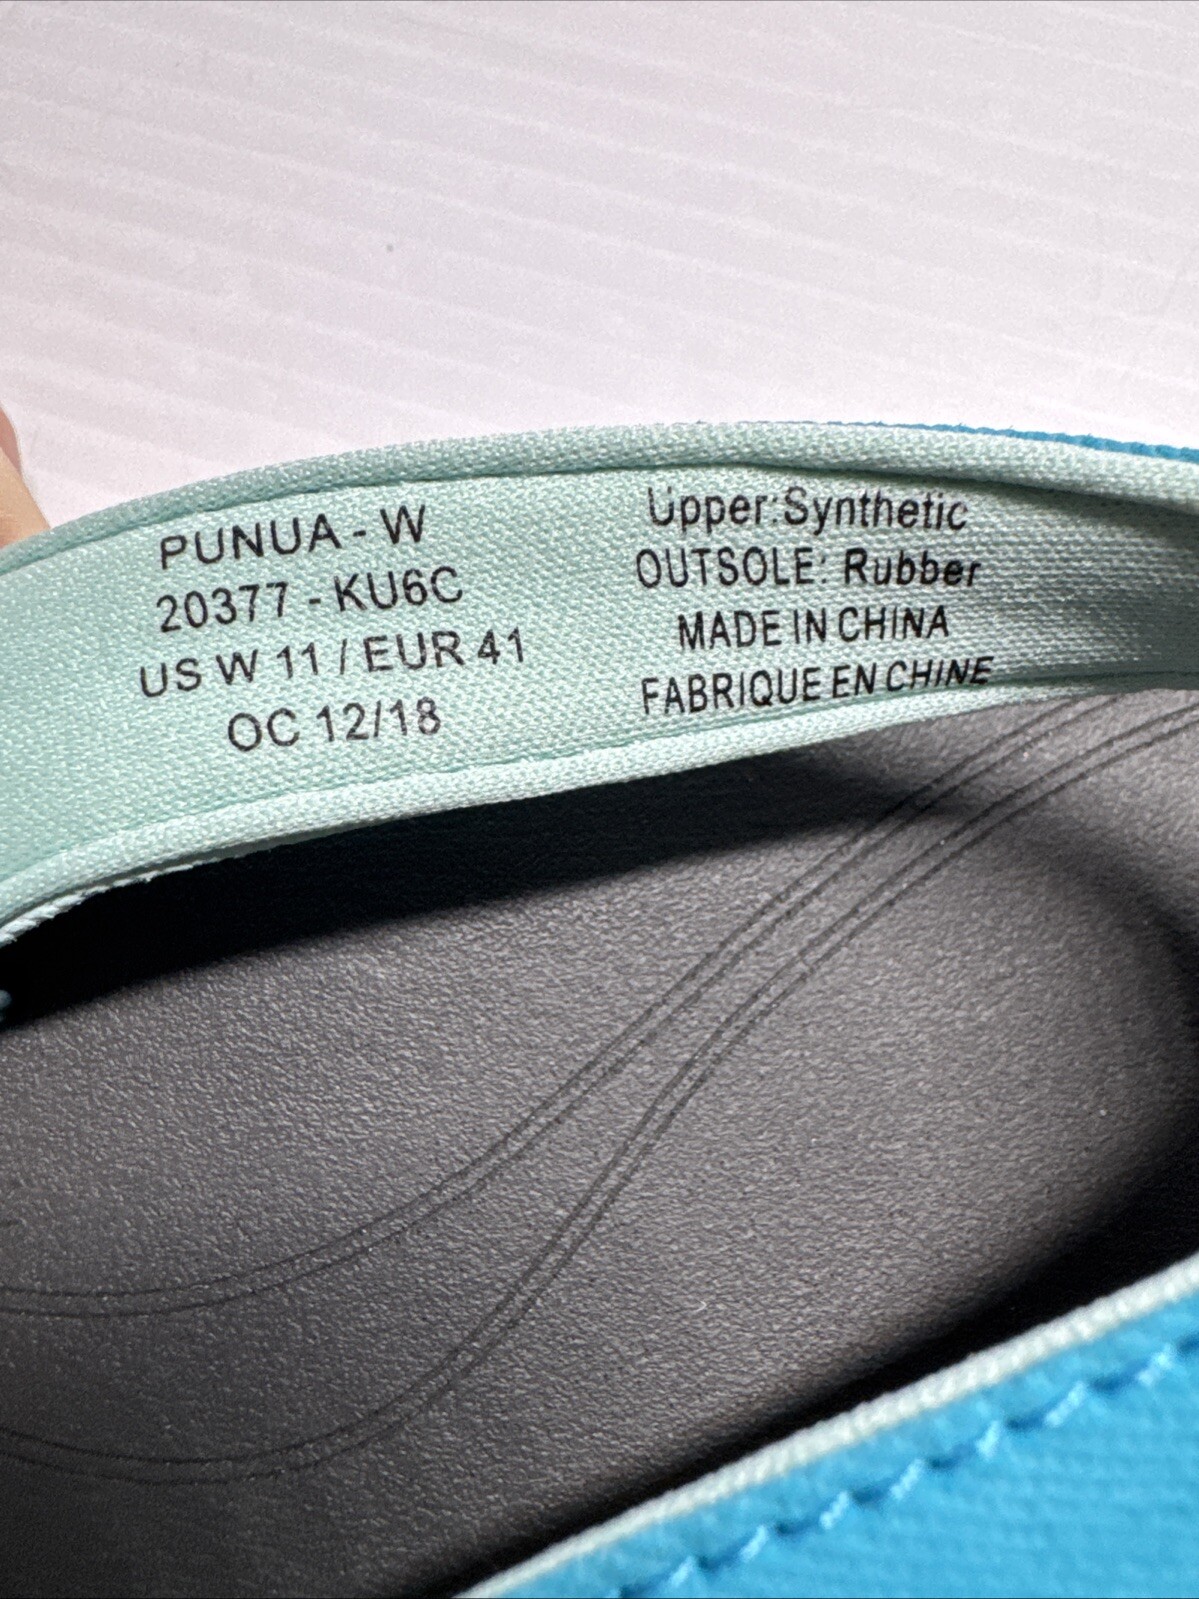 PUNUA - W
20377 - KU6C
US W 11 / EUR 41
OC 12/18
Upper:Synthetic
OUTSOLE: Rubber
MADE IN CHINA
FABRIQUE EN CHINE